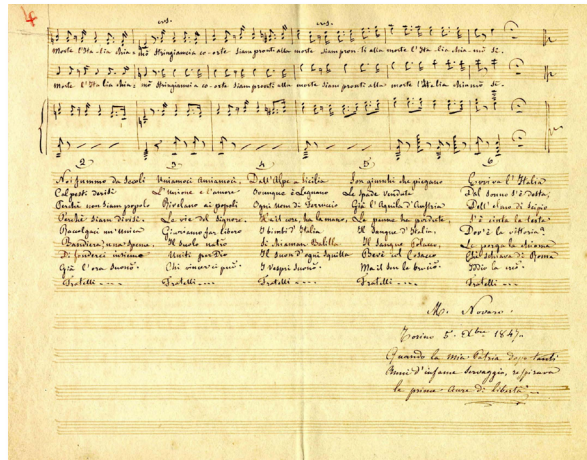 4
Morte l'Italia chiamò Stringiamci a coorte siam pronti alla morte siam pronti alla morte l'Italia chiamò si.
Morte l'Italia chiamò Stringiamci a coorte siam pronti alla morte siam pronti alla morte l'Italia chiamò si.
2
Noi fummo da secoli
Calpesti derisi
Perché non siam popolo
Perché siam divisi.
Raccolgaci un'unica
Bandiera, una speme.
Di fonderci insieme
Già l'ora suonò.
Fratelli ----
3
Uniamoci amiamoci,
L'unione e l'amore
Rivelano ai popoli
Le vie del Signore.
Giuriamo far libero
Il suolo natio
Uniti per Dio
Chi vincer ci può.
Fratelli ----
4
Dall'Alpe a Sicilia
Dovunque è Legnano
Ogni uom di Ferruccio
Ha il core, ha la mano,
I bimbi d'Italia
Si chiaman Balilla
Il suon d'ogni squilla
I Vespri suonò.
Fratelli ----
5
Son giunchi che piegano
Le spade vendute
Già l'Aquila d'Austria
Le penne ha perdute,
Il Sangue d'Italia,
Il Sangue Polacco,
Bevé col Cosacco
Ma il cor le bruciò.
Fratelli ----
6
Evviva l'Italia
Dal sonno s'è desta,
Dell'elmo di Scipio
S'è cinta la testa
Dov'è la vittoria?
Le porga la chioma
Chè schiava di Roma
Iddio la creò.
Fratelli ----
M. Novaro.
Torino 5. Xbre 1847.
Quando la mia Patria dopo tanti
Anni d'infame servaggio, respirava
le prime aure di libertà.